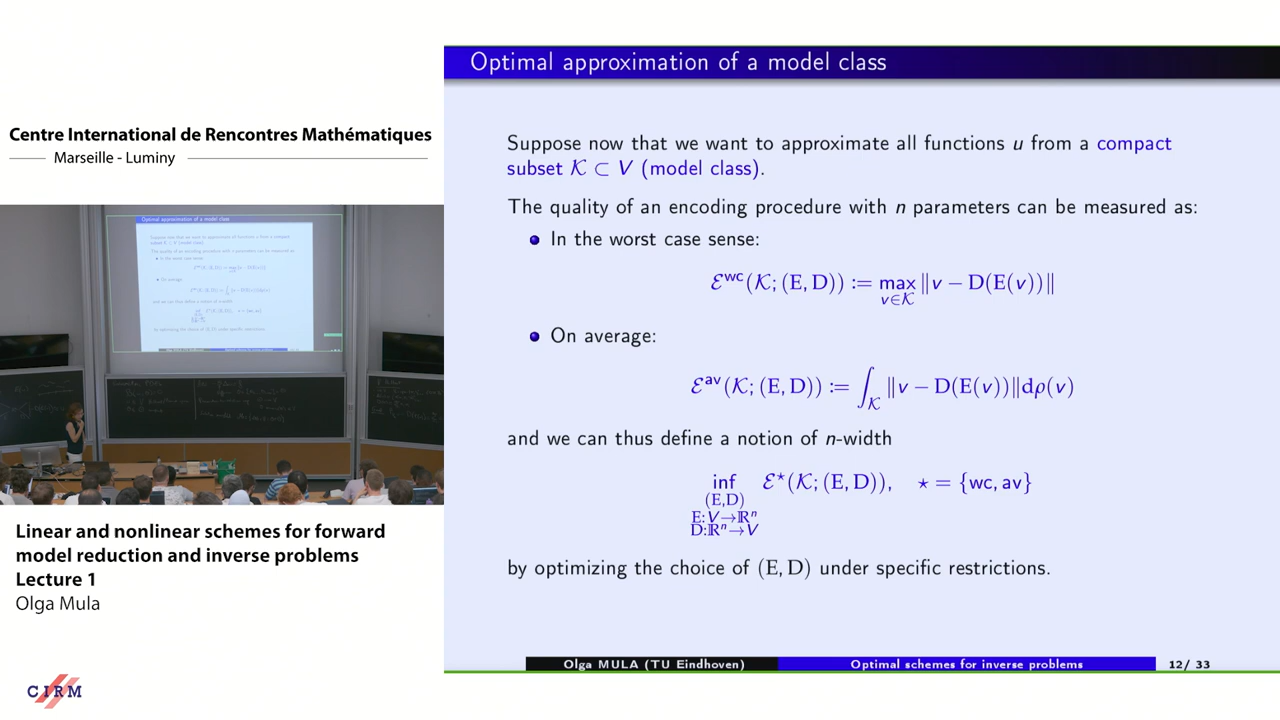 Centre International de Rencontres Mathématiques
Marseille - Luminy
Linear and nonlinear schemes for forward
model reduction and inverse problems
Lecture 1
Olga Mula
CIRM
Optimal approximation of a model class
Suppose now that we want to approximate all functions u from a compact
subset 𝒦 ⊂ V (model class).
The quality of an encoding procedure with n parameters can be measured as:
In the worst case sense:
ℰ^wc(𝒦; (E, D)) := max_{v∈𝒦} ‖v − D(E(v))‖
On average:
ℰ^av(𝒦; (E, D)) := ∫_𝒦 ‖v − D(E(v))‖dρ(v)
and we can thus define a notion of n-width
inf ℰ^⋆(𝒦; (E, D)), ⋆ = {wc, av}
(E,D)
E:V→ℝ^n
D:ℝ^n→V
by optimizing the choice of (E, D) under specific restrictions.
Olga MULA (TU Eindhoven) Optimal schemes for inverse problems 12/ 33